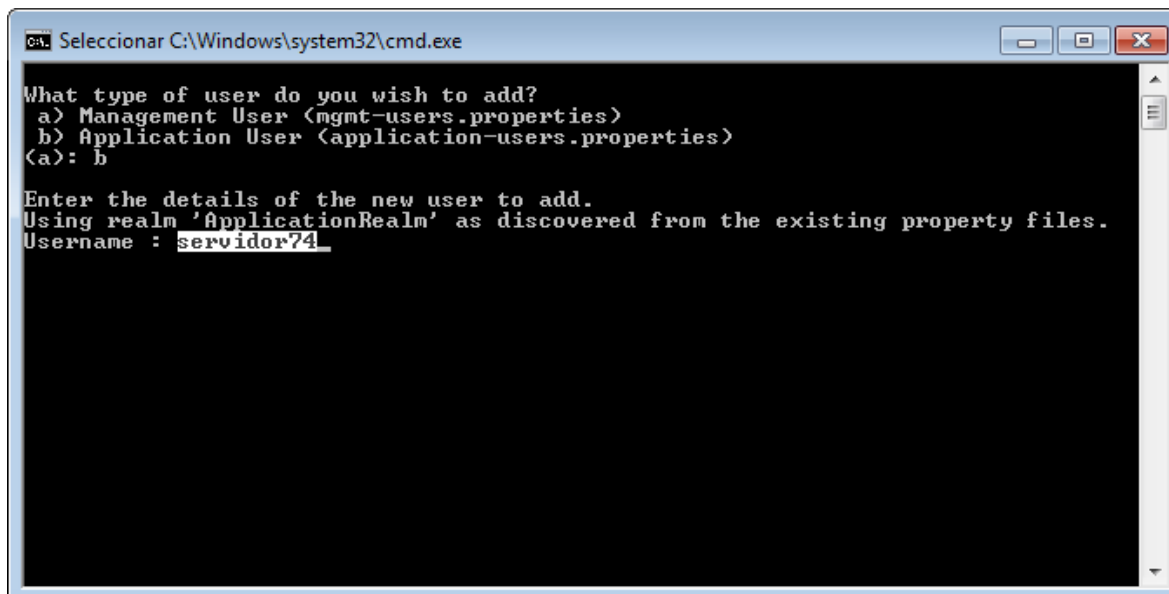 Seleccionar C:\Windows\system32\cmd.exe
What type of user do you wish to add?
a) Management User (mgmt-users.properties)
b) Application User (application-users.properties)
(a): b
Enter the details of the new user to add.
Using realm 'ApplicationRealm' as discovered from the existing property files.
Username : servidor74_